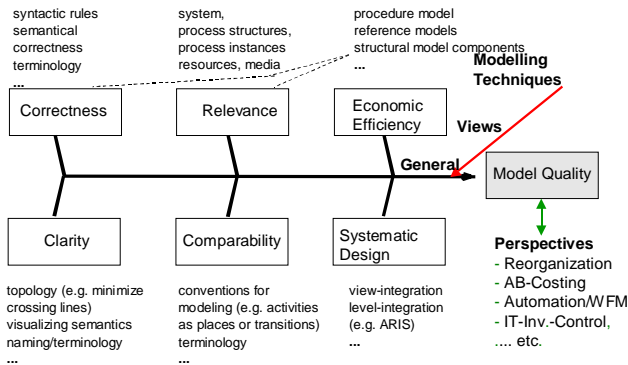 syntactic rules
semantical
correctness
terminology
...
system,
process structures,
process instances
resources, media
procedure model
reference models
structural model components
...
Modelling
Techniques
Correctness
Relevance
Economic
Efficiency
Views
General
Model Quality
Clarity
Comparability
Systematic
Design
Perspectives
- Reorganization
- AB-Costing
- Automation/WFM
- IT-Inv.-Control,
.... etc.
topology (e.g. minimize
crossing lines)
visualizing semantics
naming/terminology
...
conventions for
modeling (e.g. activities
as places or transitions)
terminology
...
view-integration
level-integration
(e.g. ARIS)
...